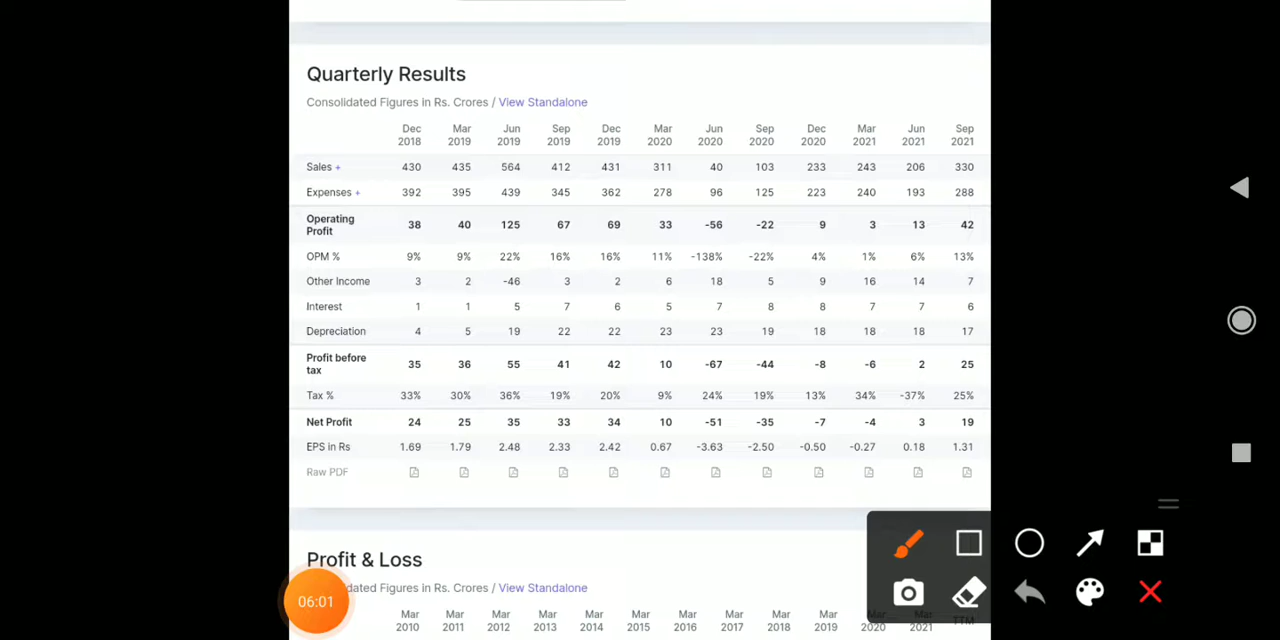 Quarterly Results
Consolidated Figures in Rs. Crores / View Standalone
Dec 2018 Mar 2019 Jun 2019 Sep 2019 Dec 2019 Mar 2020 Jun 2020 Sep 2020 Dec 2020 Mar 2021 Jun 2021 Sep 2021
Sales + 430 435 564 412 431 311 40 103 233 243 206 330
Expenses + 392 395 439 345 362 278 96 125 223 240 193 288
Operating Profit 38 40 125 67 69 33 -56 -22 9 3 13 42
OPM % 9% 9% 22% 16% 16% 11% -138% -22% 4% 1% 6% 13%
Other Income 3 2 -46 3 2 6 18 5 9 16 14 7
Interest 1 1 5 7 6 5 7 8 8 7 7 6
Depreciation 4 5 19 22 22 23 23 19 18 18 18 17
Profit before tax 35 36 55 41 42 10 -67 -44 -8 -6 2 25
Tax % 33% 30% 36% 19% 20% 9% 24% 19% 13% 34% -37% 25%
Net Profit 24 25 35 33 34 10 -51 -35 -7 -4 3 19
EPS in Rs 1.69 1.79 2.48 2.33 2.42 0.67 -3.63 -2.50 -0.50 -0.27 0.18 1.31
Raw PDF
Profit & Loss
idated Figures in Rs. Crores / View Standalone
06:01
Mar 2010 Mar 2011 Mar 2012 Mar 2013 Mar 2014 Mar 2015 Mar 2016 Mar 2017 Mar 2018 Mar 2019 Mar 2020 Mar 2021 TTM